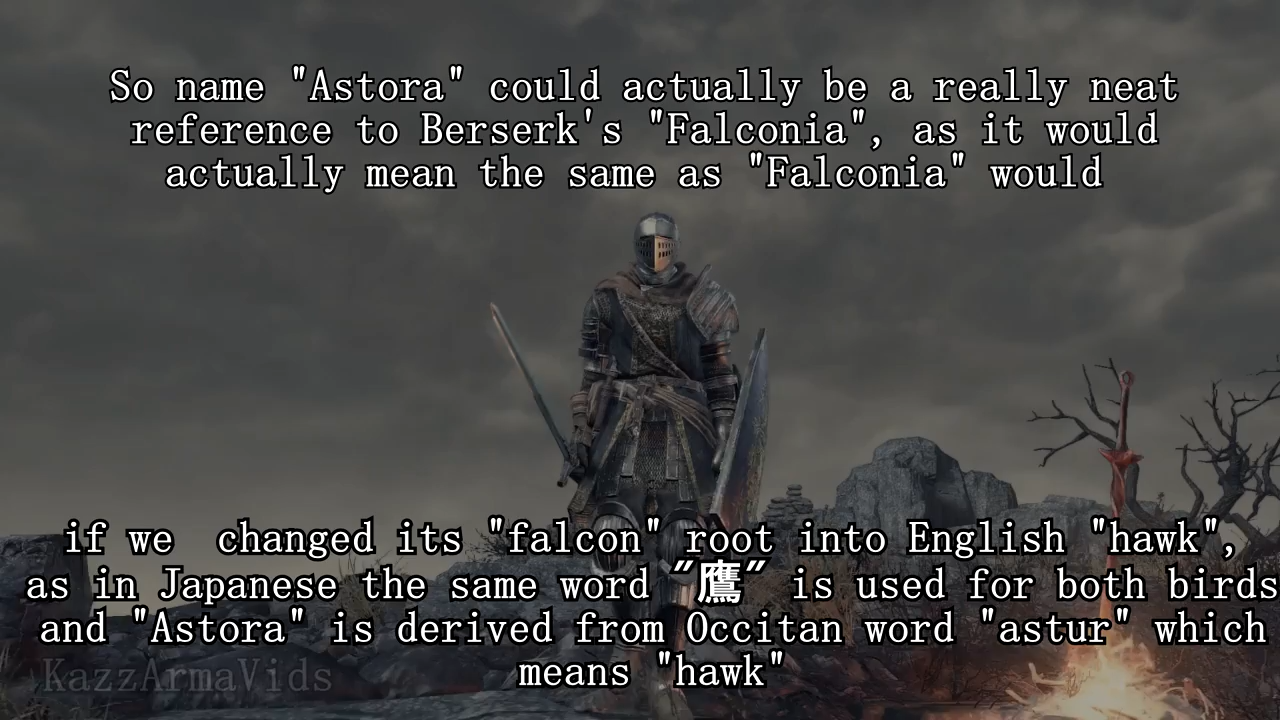 So name "Astora" could actually be a really neat
reference to Berserk's "Falconia", as it would
actually mean the same as "Falconia" would
if we  changed its "falcon" root into English "hawk",
as in Japanese the same word "鷹" is used for both birds
and "Astora" is derived from Occitan word "astur" which
means "hawk"
KazzArmaVids